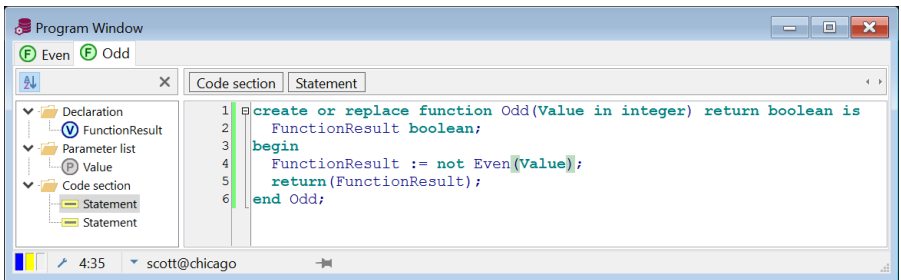 Program Window
F Even F Odd
A Z
Code section Statement
Declaration
V FunctionResult
Parameter list
P Value
Code section
Statement
Statement
1 create or replace function Odd(Value in integer) return boolean is
2 FunctionResult boolean;
3 begin
4 FunctionResult := not Even(Value);
5 return(FunctionResult);
6 end Odd;
4:35 scott@chicago